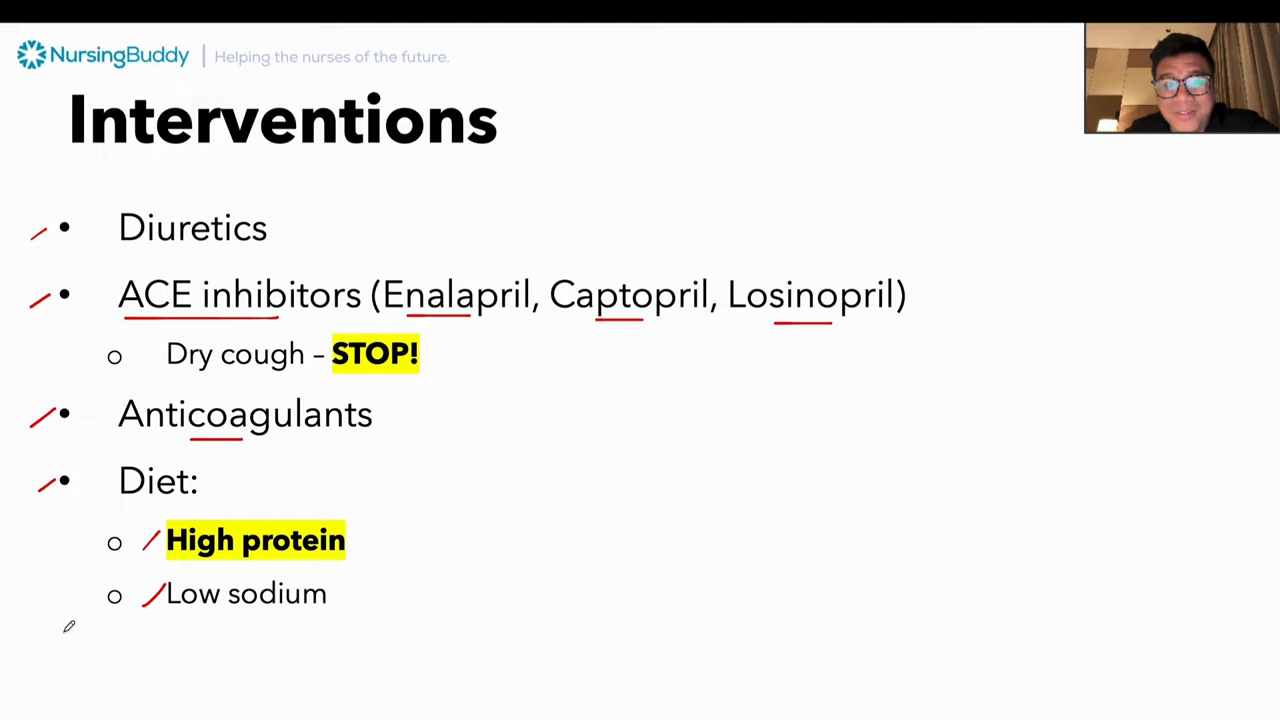 NursingBuddy | Helping the nurses of the future.
Interventions
• Diuretics
• ACE inhibitors (Enalapril, Captopril, Losinopril)
o Dry cough – STOP!
• Anticoagulants
• Diet:
o High protein
o Low sodium